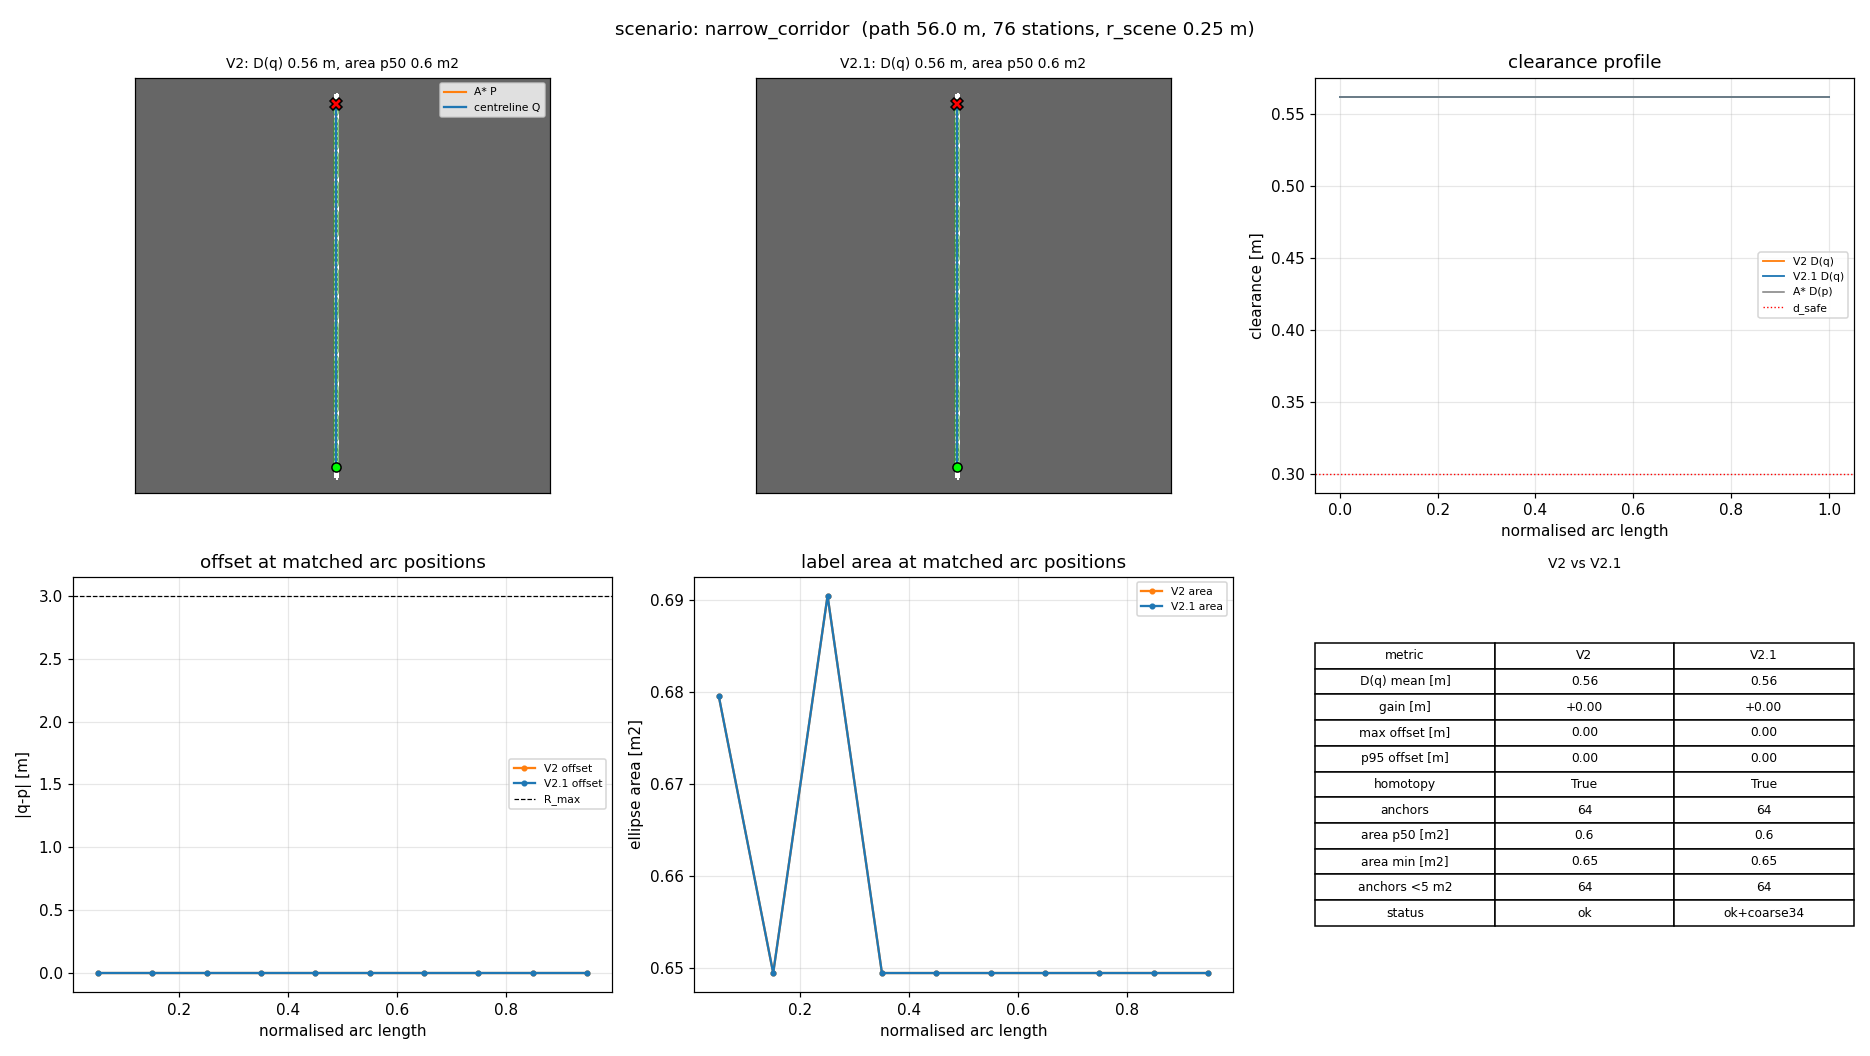 scenario: narrow_corridor  (path 56.0 m, 76 stations, r_scene 0.25 m)
V2: D(q) 0.56 m, area p50 0.6 m2
A* P
centreline Q
V2.1: D(q) 0.56 m, area p50 0.6 m2
clearance profile
clearance [m]
0.55
0.50
0.45
0.40
0.35
0.30
V2 D(q)
V2.1 D(q)
A* D(p)
d_safe
0.0 0.2 0.4 0.6 0.8 1.0
normalised arc length
offset at matched arc positions
|q-p| [m]
3.0
2.5
2.0
1.5
1.0
0.5
0.0
V2 offset
V2.1 offset
R_max
0.2 0.4 0.6 0.8
normalised arc length
label area at matched arc positions
ellipse area [m2]
0.69
0.68
0.67
0.66
0.65
V2 area
V2.1 area
0.2 0.4 0.6 0.8
normalised arc length
V2 vs V2.1
metric V2 V2.1
D(q) mean [m] 0.56 0.56
gain [m] +0.00 +0.00
max offset [m] 0.00 0.00
p95 offset [m] 0.00 0.00
homotopy True True
anchors 64 64
area p50 [m2] 0.6 0.6
area min [m2] 0.65 0.65
anchors <5 m2 64 64
status ok ok+coarse34